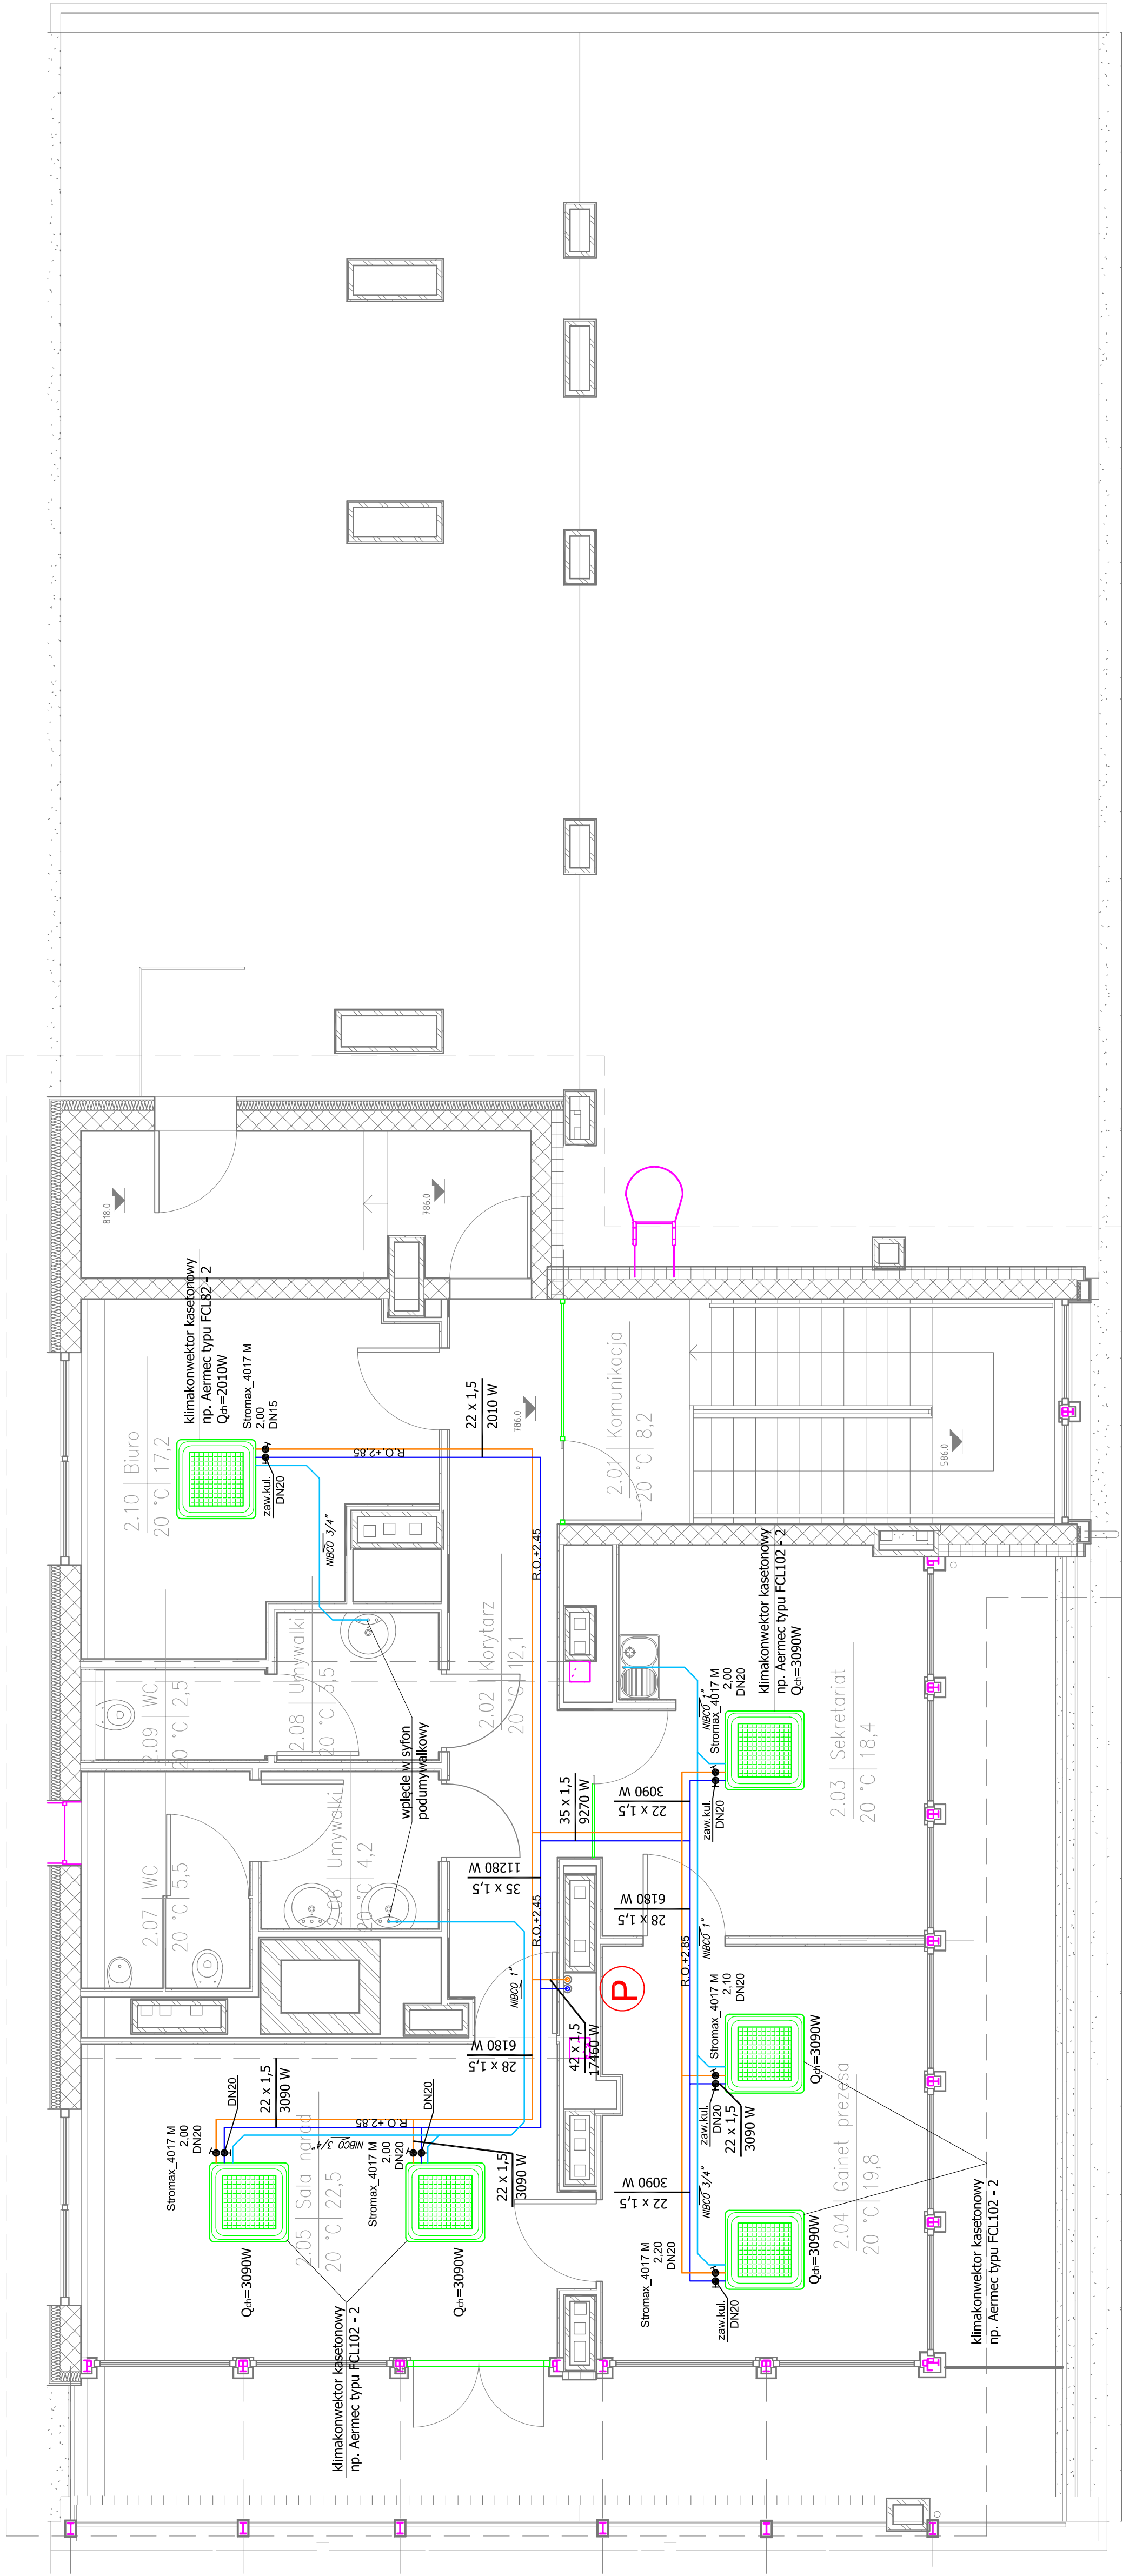 818.0
786.0
klimakonwektor kasetonowy
np. Aermec typu FCL82 - 2
Qch=2010W
Stromax_4017 M
2,00
DN15
zaw.kul.
DN20
2.10 Biuro
20 °C 17,2
R.O.+2.85
22 x 1,5
2010 W
786.0
2.01 Komunikacja
20 °C 8,2
586.0
NIBCO 3/4"
R.O.+2.45
2.09 WC
20 °C 2,5
2.08 Umywalki
20 °C 3,5
2.02 Korytarz
20 °C 12,1
klimakonwektor kasetonowy
np. Aermec typu FCL102 - 2
Qch=3090W
NIBCO 1"
Stromax_4017 M
2,00
DN20
2.03 Sekretariat
20 °C 18,4
zaw.kul.
DN20
22 x 1,5
3090 W
35 x 1,5
9270 W
wpięcie w syfon
podumywalkowy
2.07 WC
20 °C 5,5
2.06 Umywalki
20 °C 4,2
35 x 1,5
11280 W
R.O.+2.45
28 x 1,5
6180 W
NIBCO 1"
R.O.+2.85
NIBCO 1"
P
42 x 1,5
17460 W
28 x 1,5
6180 W
Stromax_4017 M
2,10
DN20
zaw.kul.
DN20
22 x 1,5
3090 W
Qch=3090W
22 x 1,5
3090 W
DN20
Stromax_4017 M
2,00
DN20
R.O.+2.85
NIBCO 3/4"
DN20
Stromax_4017 M
2,00
DN20
22 x 1,5
3090 W
2.05 Sala narad
20 °C 22,5
Qch=3090W
Qch=3090W
klimakonwektor kasetonowy
np. Aermec typu FCL102 - 2
22 x 1,5
3090 W
NIBCO 3/4"
Stromax_4017 M
2,20
DN20
zaw.kul.
DN20
2.04 Gainet prezesa
20 °C 19,8
Qch=3090W
klimakonwektor kasetonowy
np. Aermec typu FCL102 - 2